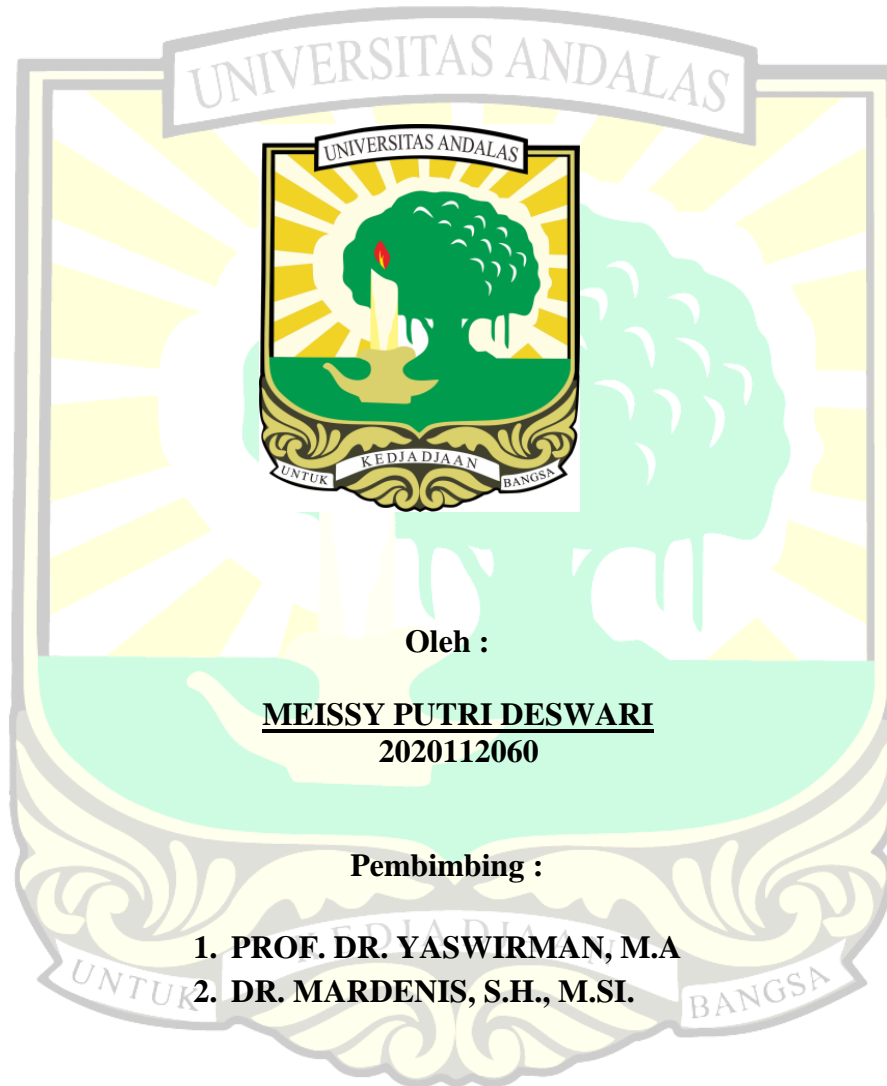 UNIVERSITAS ANDALAS
UNIVERSITAS ANDALAS
UNTUK KEDJADJAAN BANGSA
Oleh :
MEISSY PUTRI DESWARI
2020112060
Pembimbing :
1. PROF. DR. YASWIRMAN, M.A
2. DR. MARDENIS, S.H., M.SI.
UNTUK KEDJADJAAN BANGSA